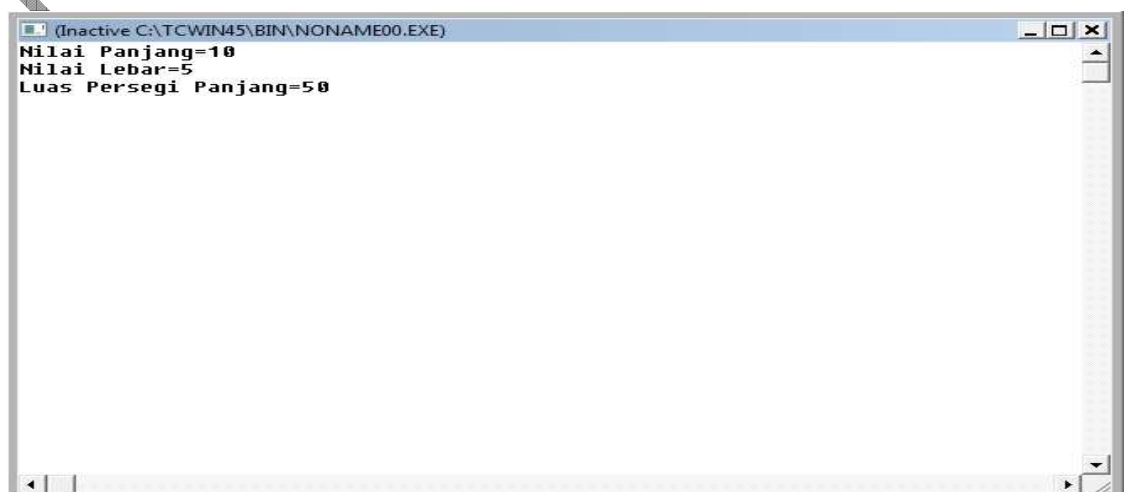 (Inactive C:\TCWIN45\BIN\NONAME00.EXE)
Nilai Panjang=10
Nilai Lebar=5
Luas Persegi Panjang=50